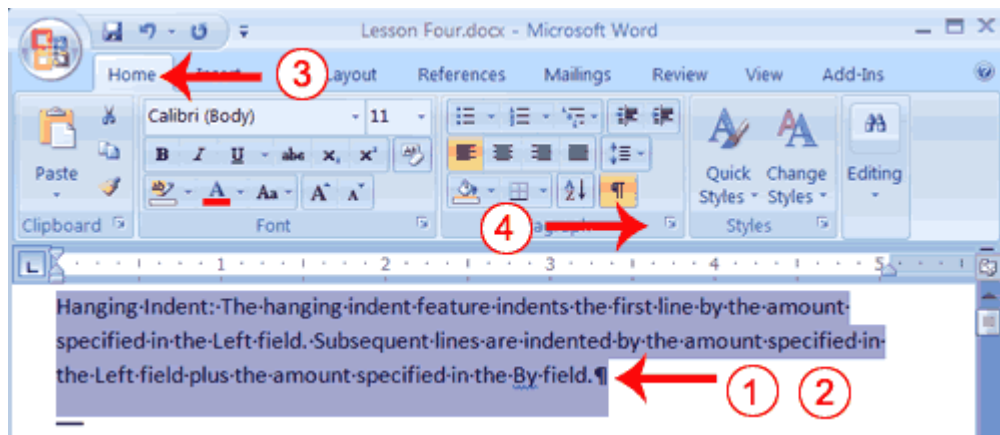 Lesson Four.docx - Microsoft Word
Home Insert Layout References Mailings Review View Add-Ins
3
Calibri (Body) 11
Paste
B I U abc x₂ x²
A Aa A A
Quick Styles
Change Styles
Editing
4
Clipboard Font Styles
L 1 2 3 4 5
Hanging·Indent:·The·hanging·indent·feature·indents·the·first·line·by·the·amount·
specified·in·the·Left·field.·Subsequent·lines·are·indented·by·the·amount·specified·in·
the·Left·field·plus·the·amount·specified·in·the·By·field.¶
1 2